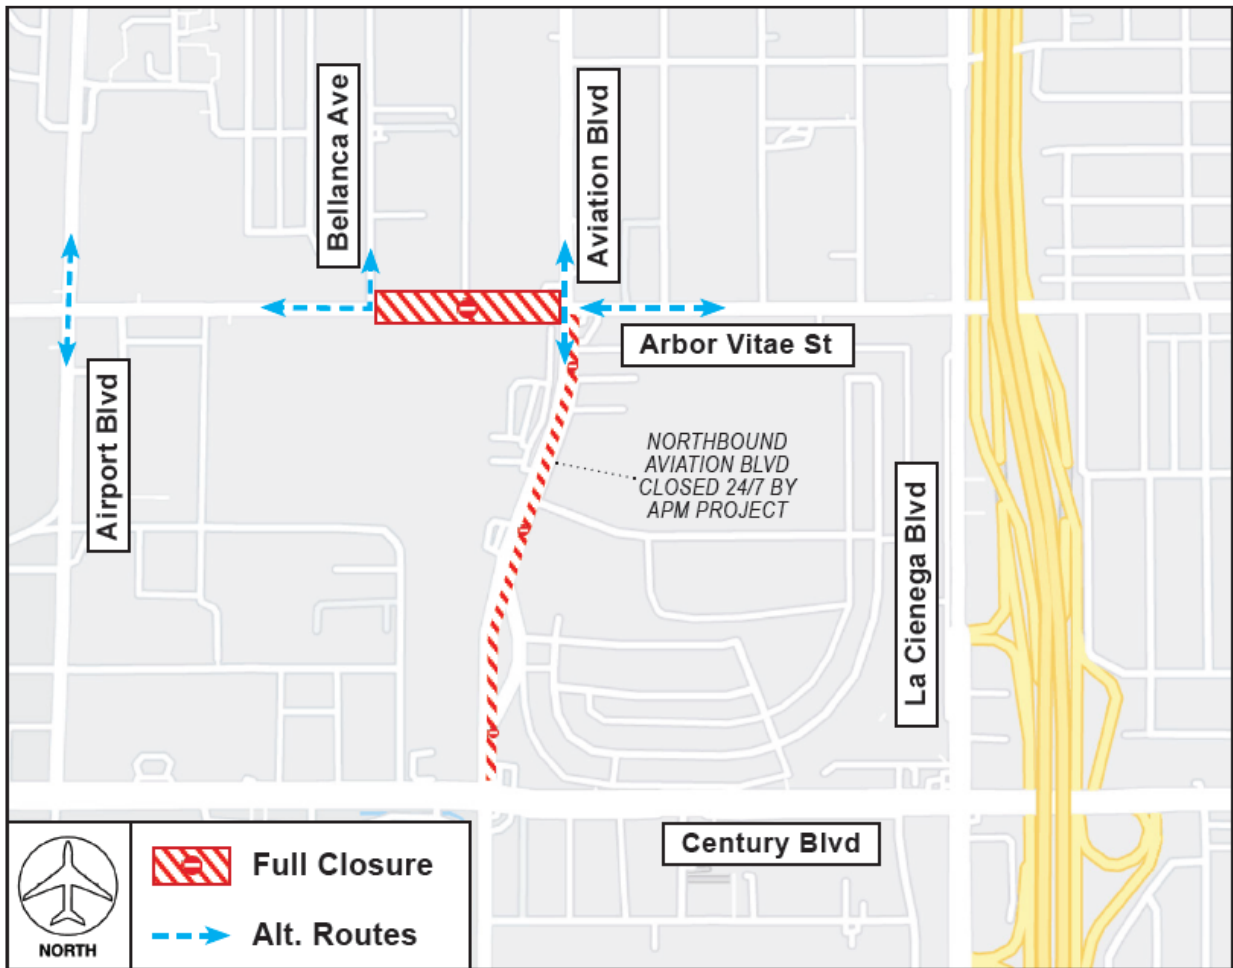 Bellanca Ave
Aviation Blvd
Arbor Vitae St
Airport Blvd
NORTHBOUND
AVIATION BLVD
CLOSED 24/7 BY
APM PROJECT
La Cienega Blvd
Century Blvd
Full Closure
Alt. Routes
NORTH